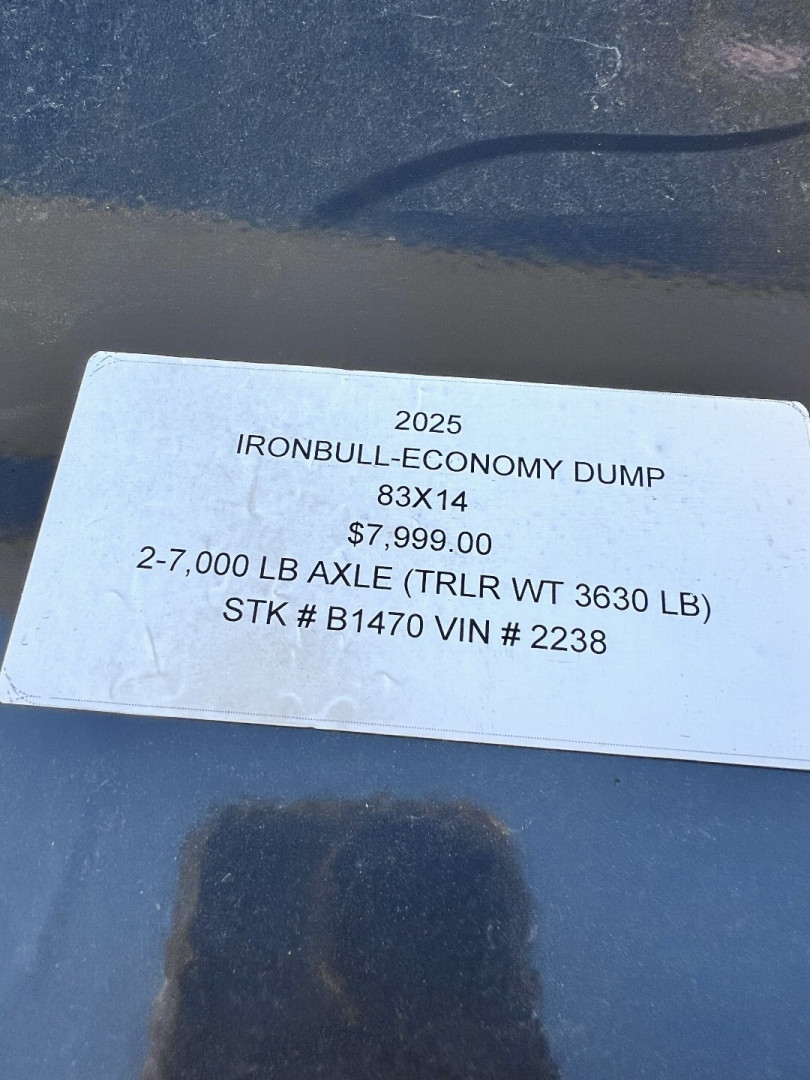 2025
IRONBULL-ECONOMY DUMP
83X14
$7,999.00
2-7,000 LB AXLE (TRLR WT 3630 LB)
STK # B1470 VIN # 2238